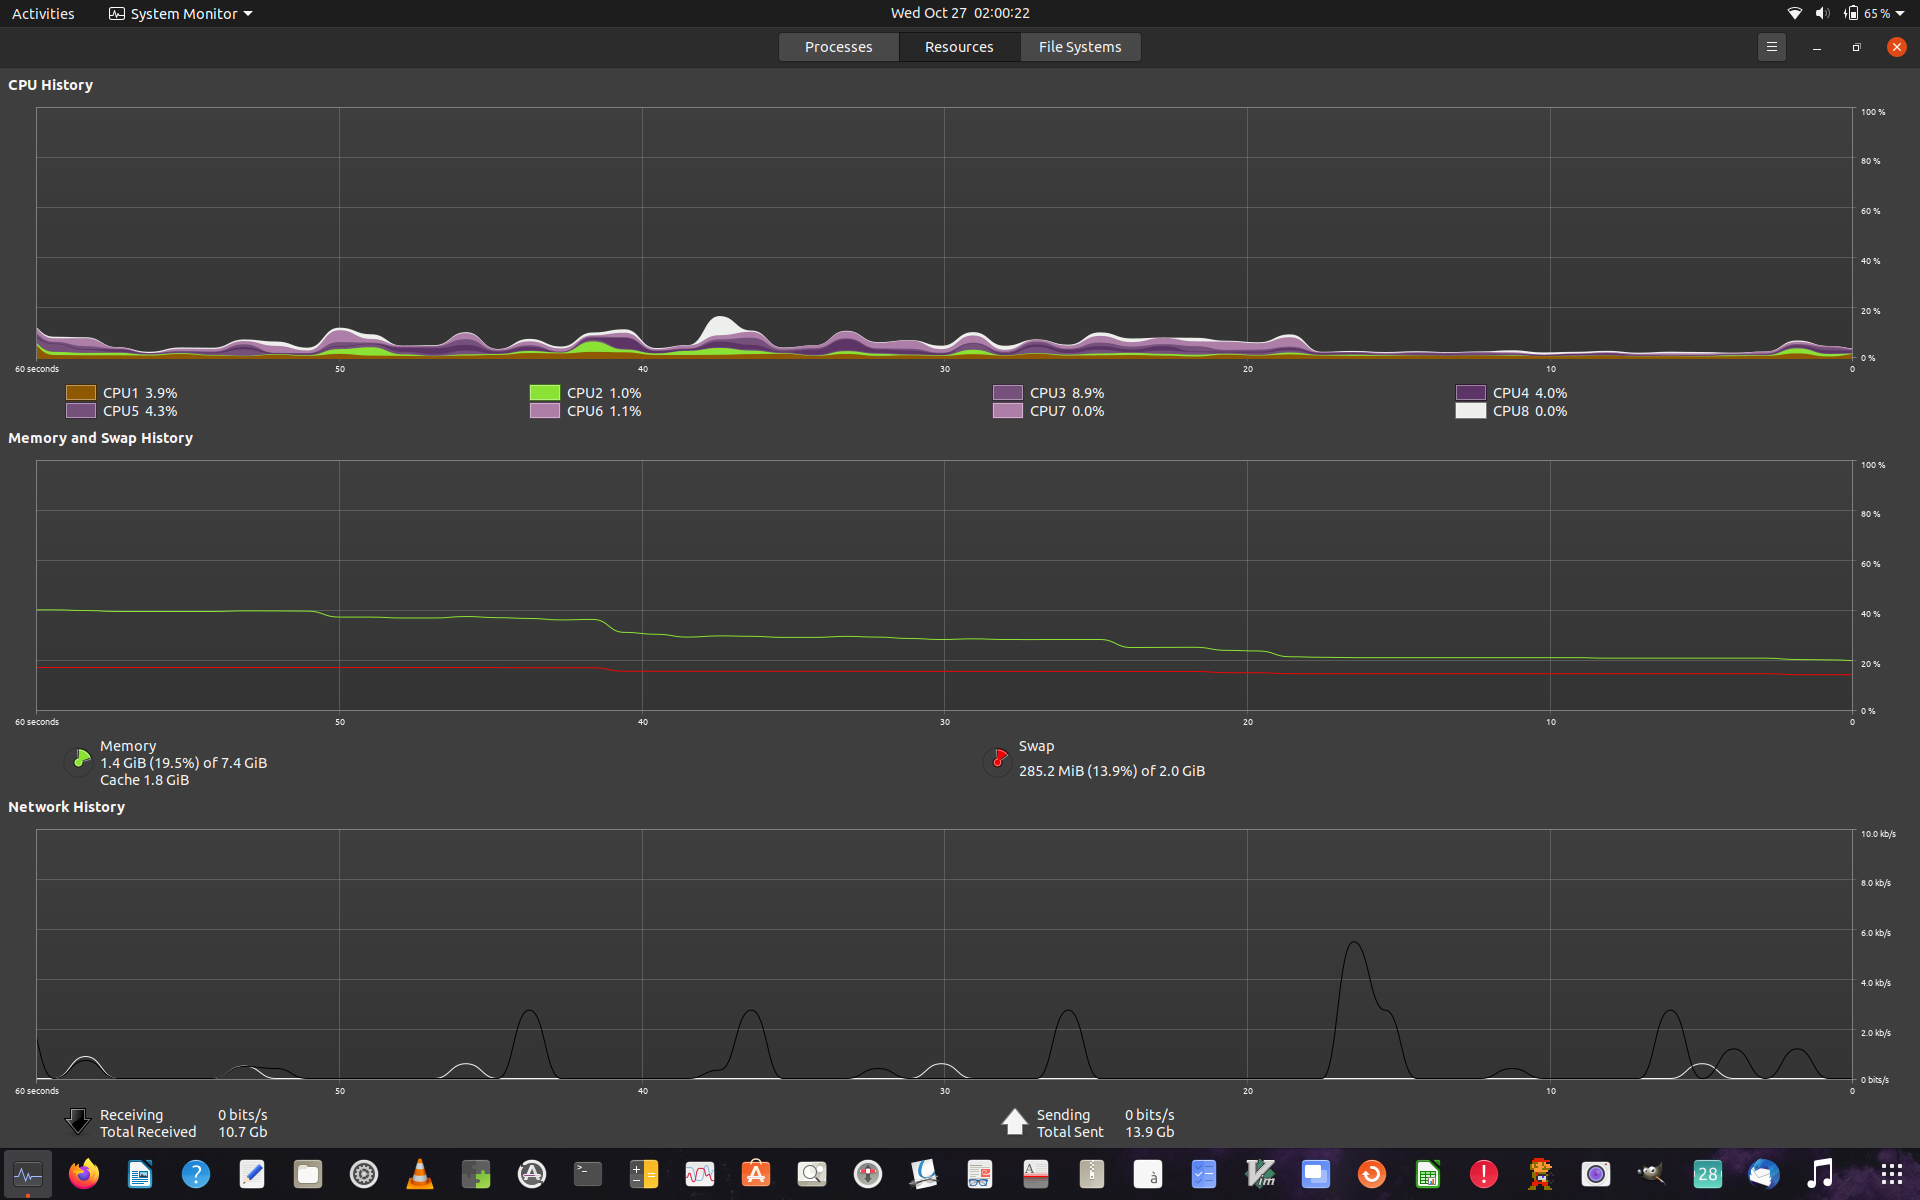 Activities System Monitor Wed Oct 27 02:00:22 65 %
Processes Resources File Systems
CPU History
100 %
80 %
60 %
40 %
20 %
0 %
60 seconds 50 40 30 20 10 0
CPU1 3.9% CPU2 1.0% CPU3 8.9% CPU4 4.0%
CPU5 4.3% CPU6 1.1% CPU7 0.0% CPU8 0.0%
Memory and Swap History
100 %
80 %
60 %
40 %
20 %
0 %
60 seconds 50 40 30 20 10 0
Memory
1.4 GiB (19.5%) of 7.4 GiB
Cache 1.8 GiB
Swap
285.2 MiB (13.9%) of 2.0 GiB
Network History
10.0 kb/s
8.0 kb/s
6.0 kb/s
4.0 kb/s
2.0 kb/s
0 bits/s
60 seconds 50 40 30 20 10 0
Receiving 0 bits/s Sending 0 bits/s
Total Received 10.7 Gb Total Sent 13.9 Gb
? >_ A à Vim ! 28